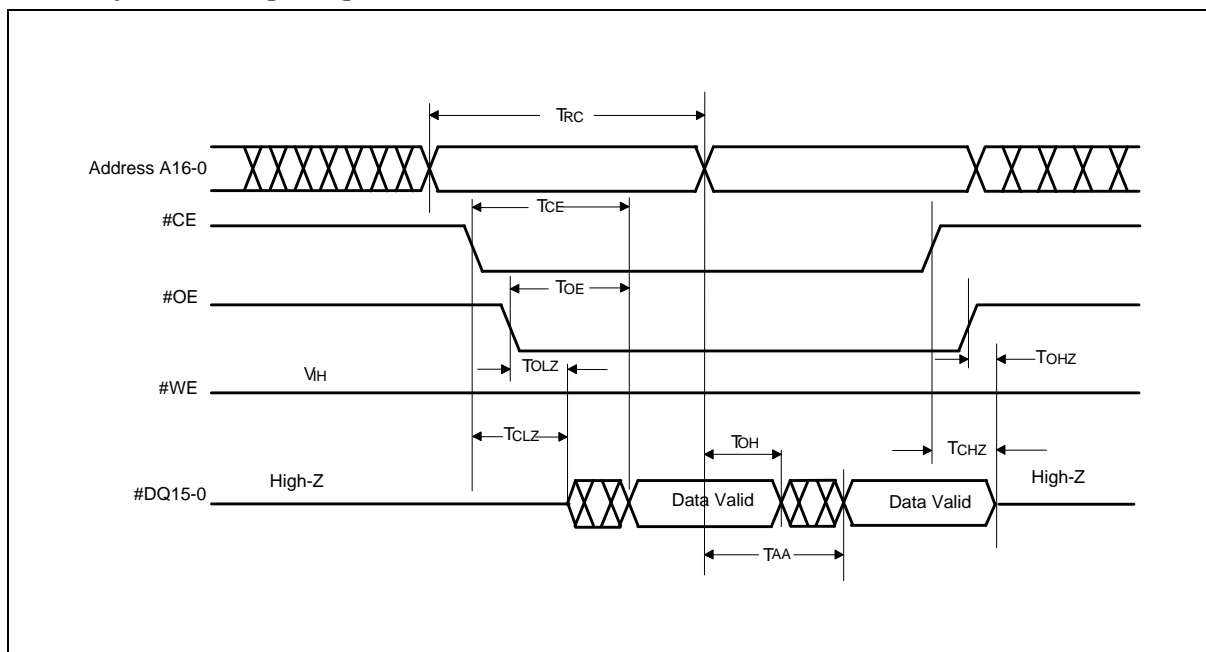 TRC
Address A16-0
TCE
#CE
TOE
#OE
TOLZ
TOHZ
VIH
#WE
TCLZ
TOH
TCHZ
High-Z
High-Z
#DQ15-0
Data Valid
Data Valid
TAA